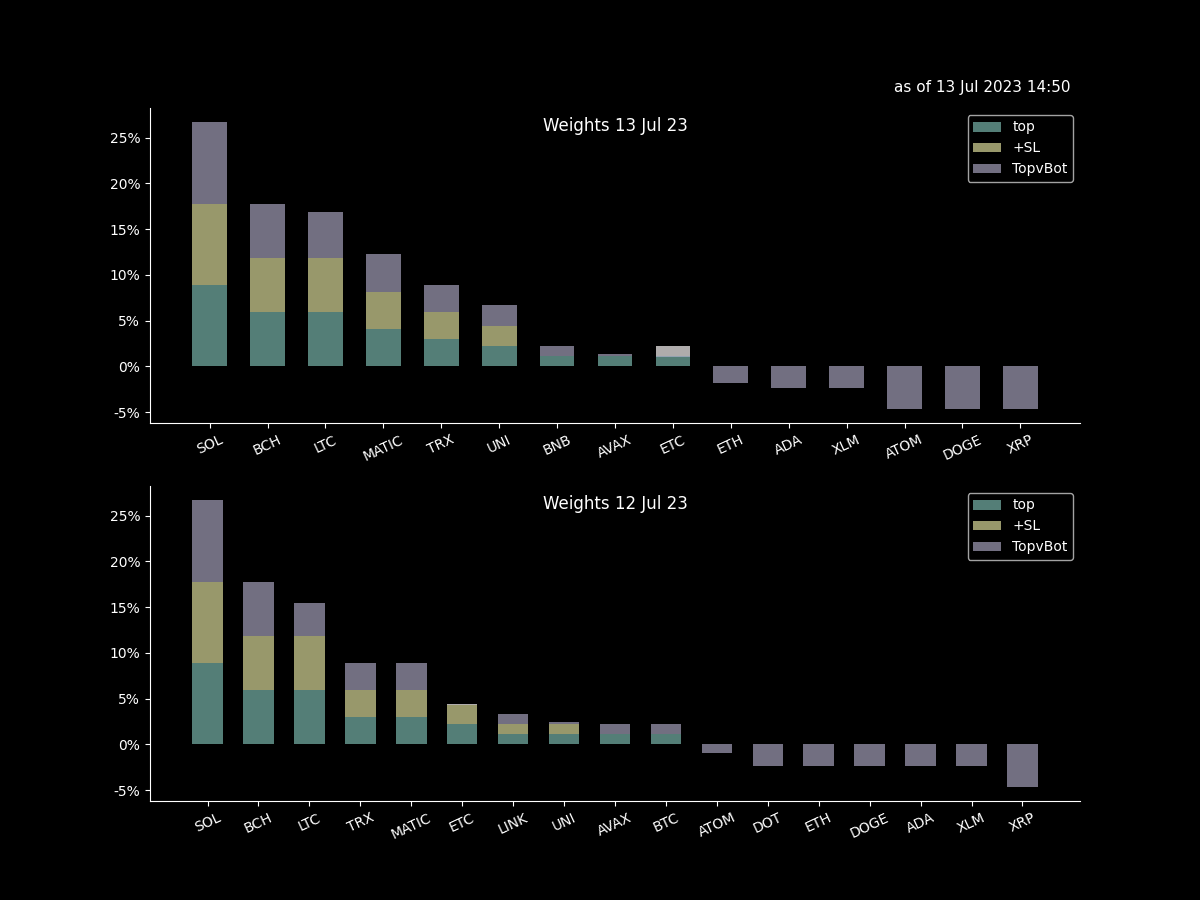 as of 13 Jul 2023 14:50
Weights 13 Jul 23
top
+SL
TopvBot
25%
20%
15%
10%
5%
0%
-5%
SOL BCH LTC MATIC TRX UNI BNB AVAX ETC ETH ADA XLM ATOM DOGE XRP
Weights 12 Jul 23
top
+SL
TopvBot
25%
20%
15%
10%
5%
0%
-5%
SOL BCH LTC TRX MATIC ETC LINK UNI AVAX BTC ATOM DOT ETH DOGE ADA XLM XRP